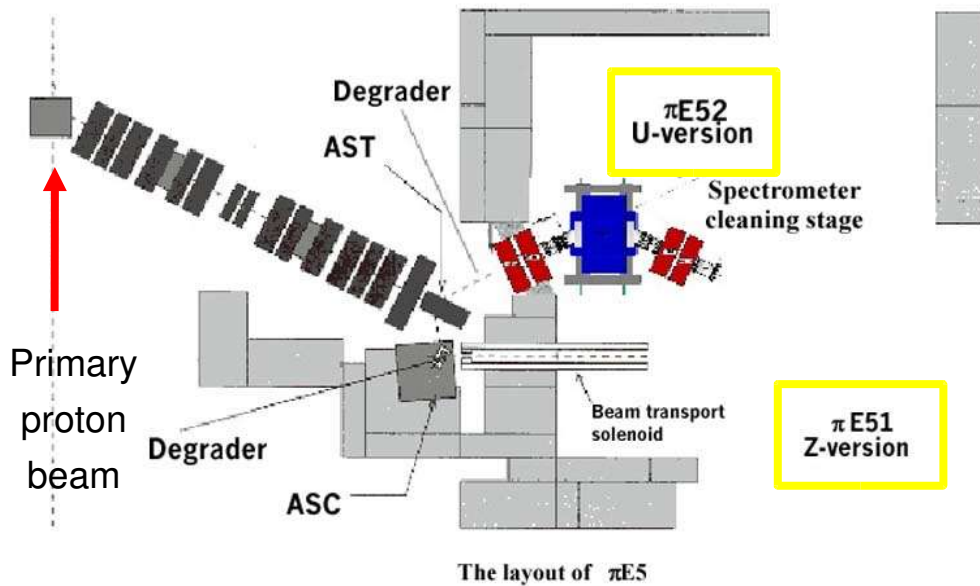 Degrader
AST
πE52
U-version
Spectrometer
cleaning stage
Primary
proton
beam
Degrader
ASC
Beam transport
solenoid
π E51
Z-version
The layout of πE5